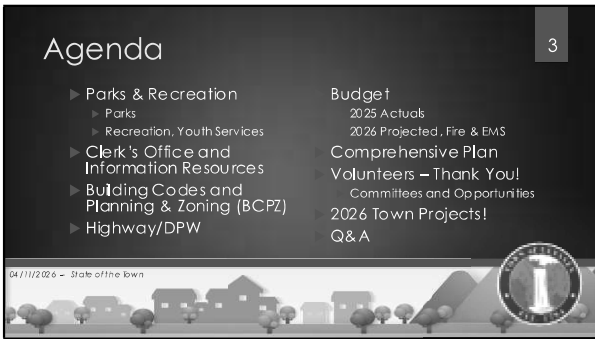 Agenda
3
Parks & Recreation
Parks
Recreation, Youth Services
Clerk's Office and
Information Resources
Building Codes and
Planning & Zoning (BCPZ)
Highway/DPW
Budget
2025 Actuals
2026 Projected, Fire & EMS
Comprehensive Plan
Volunteers – Thank You!
Committees and Opportunities
2026 Town Projects!
Q&A
04/11/2026 – State of the Town